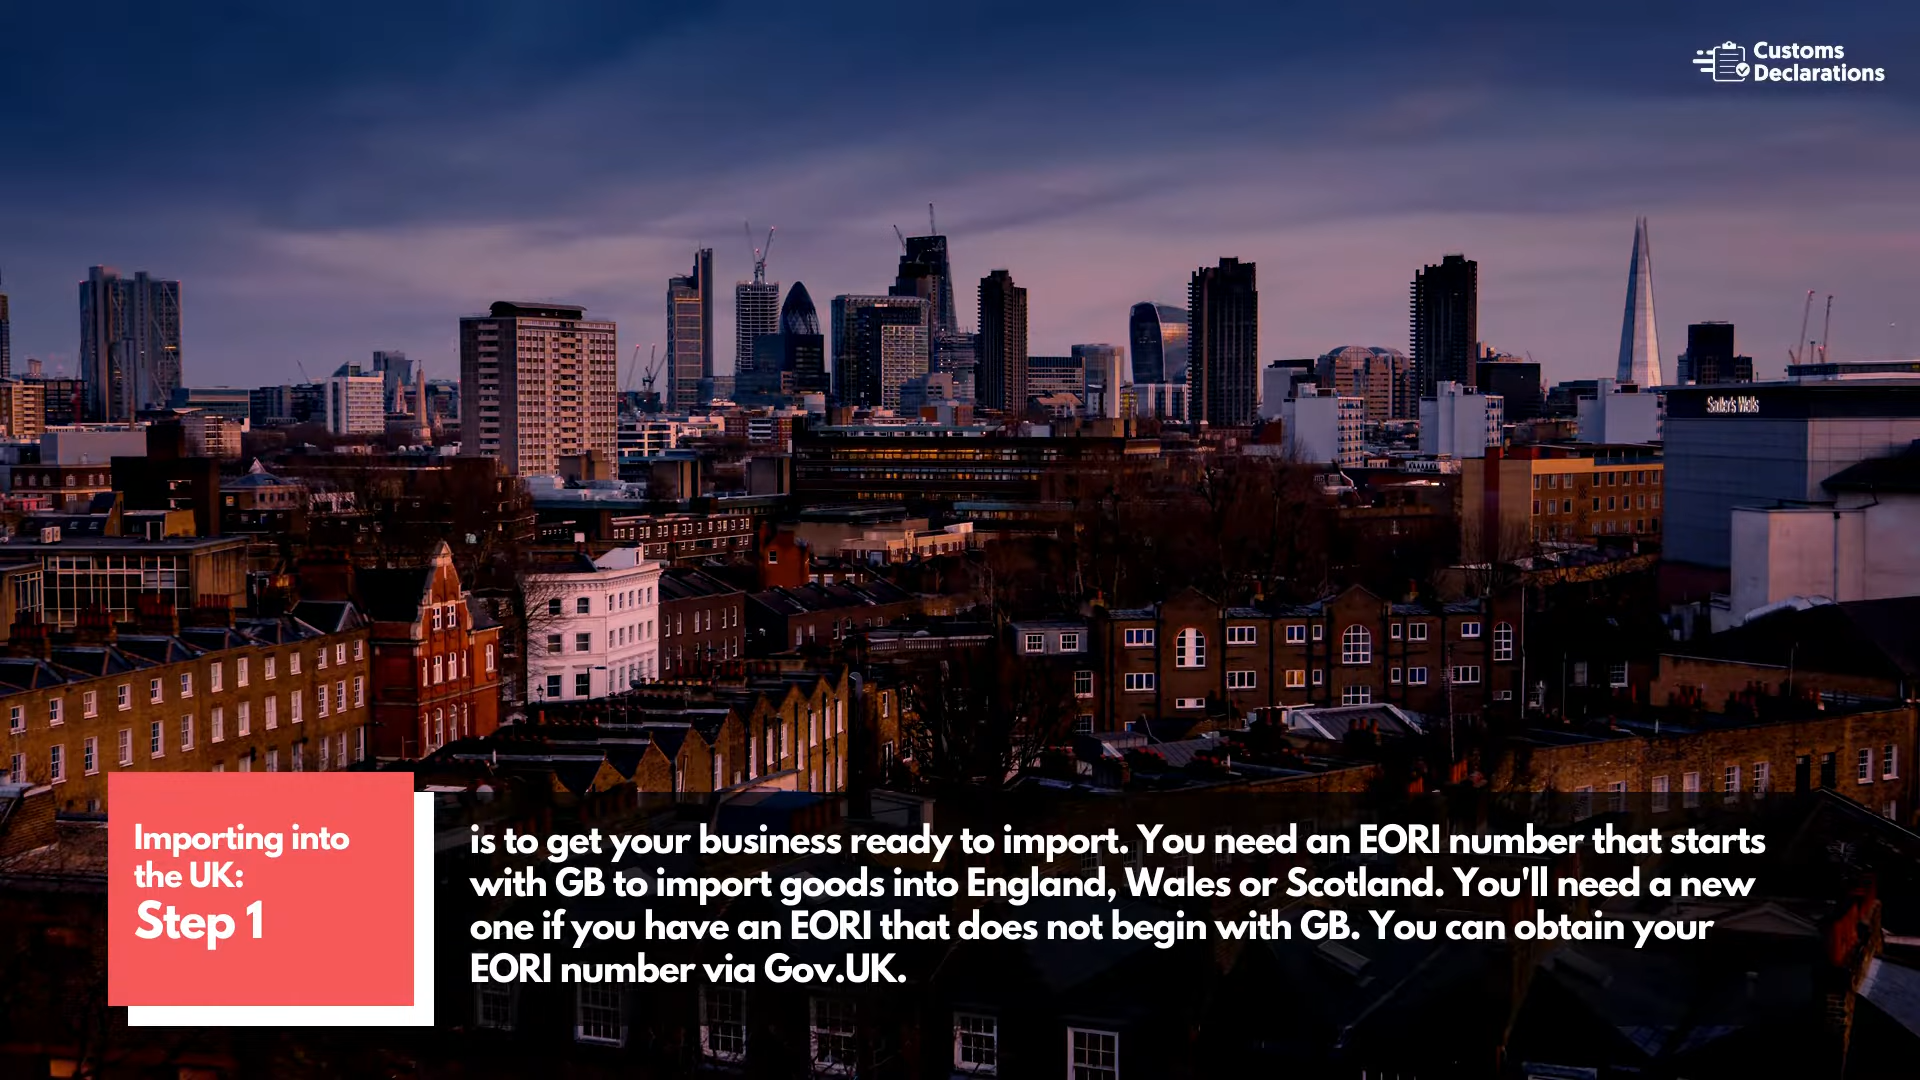 Customs
Declarations
Sadler's Wells
Importing into
the UK:
Step 1
is to get your business ready to import. You need an EORI number that starts
with GB to import goods into England, Wales or Scotland. You'll need a new
one if you have an EORI that does not begin with GB. You can obtain your
EORI number via Gov.UK.